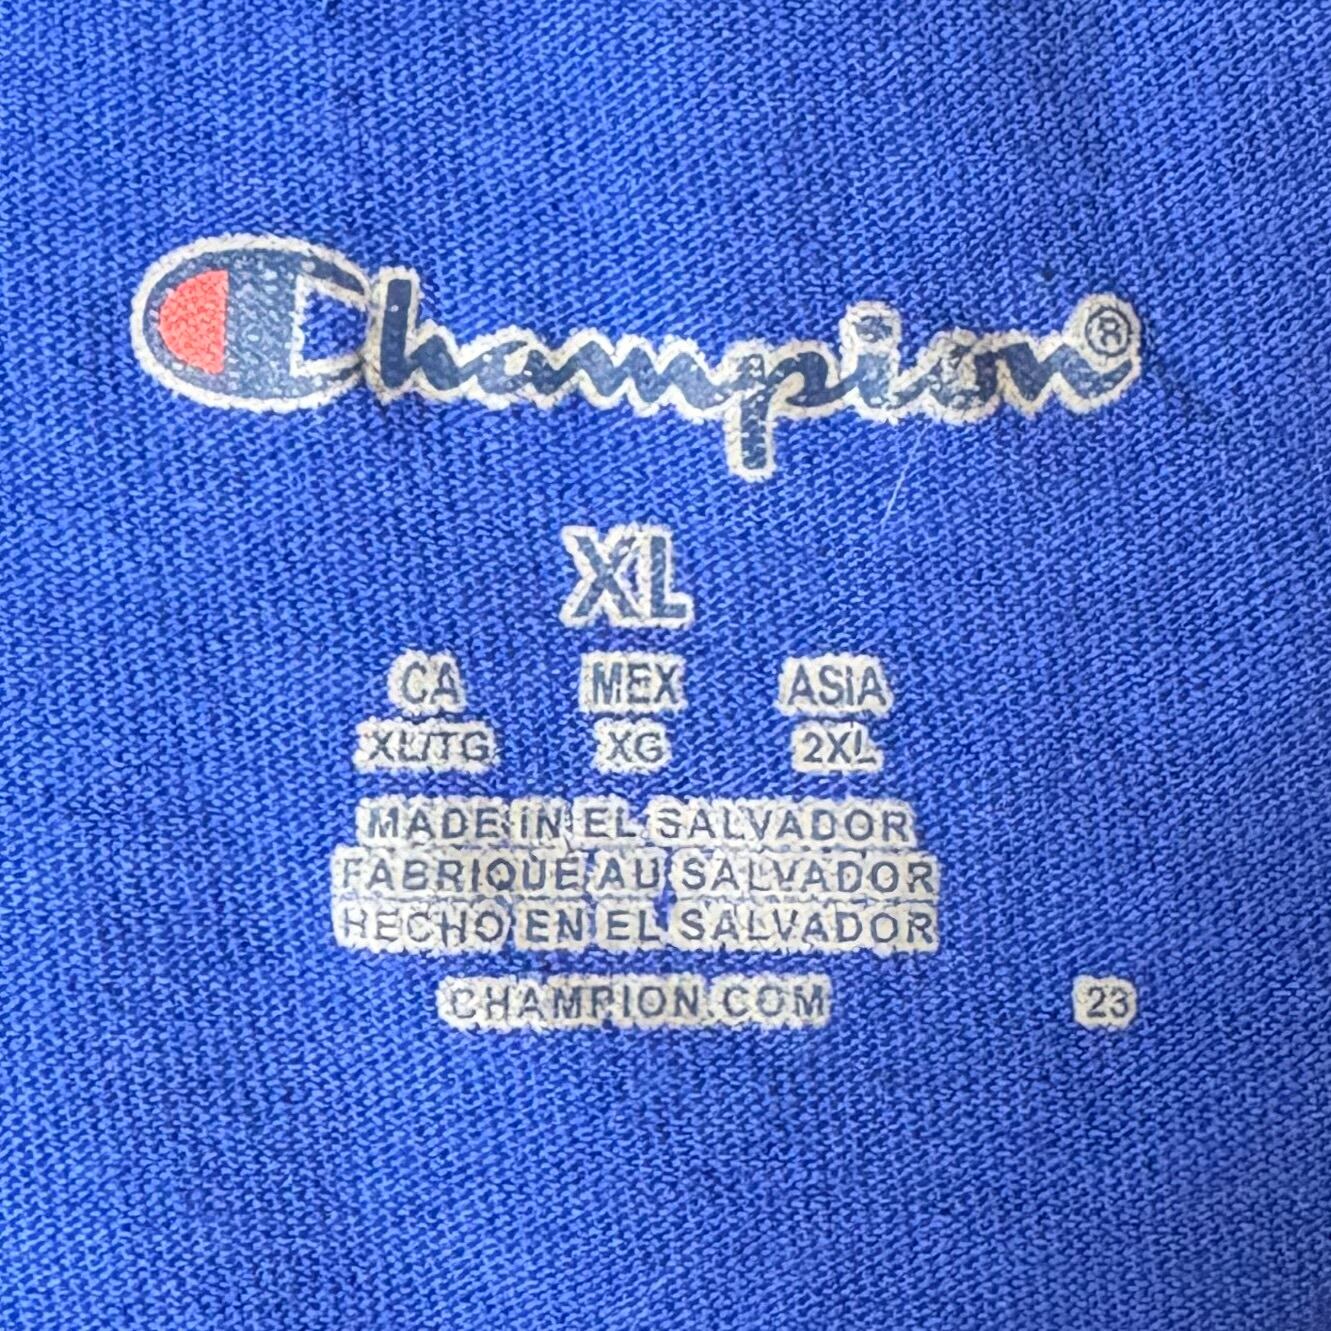 Champion®
XL
CA MEX ASIA
XL/TG XG 2XL
MADE IN EL SALVADOR
FABRIQUÉ AU SALVADOR
HECHO EN EL SALVADOR
CHAMPION.COM 23